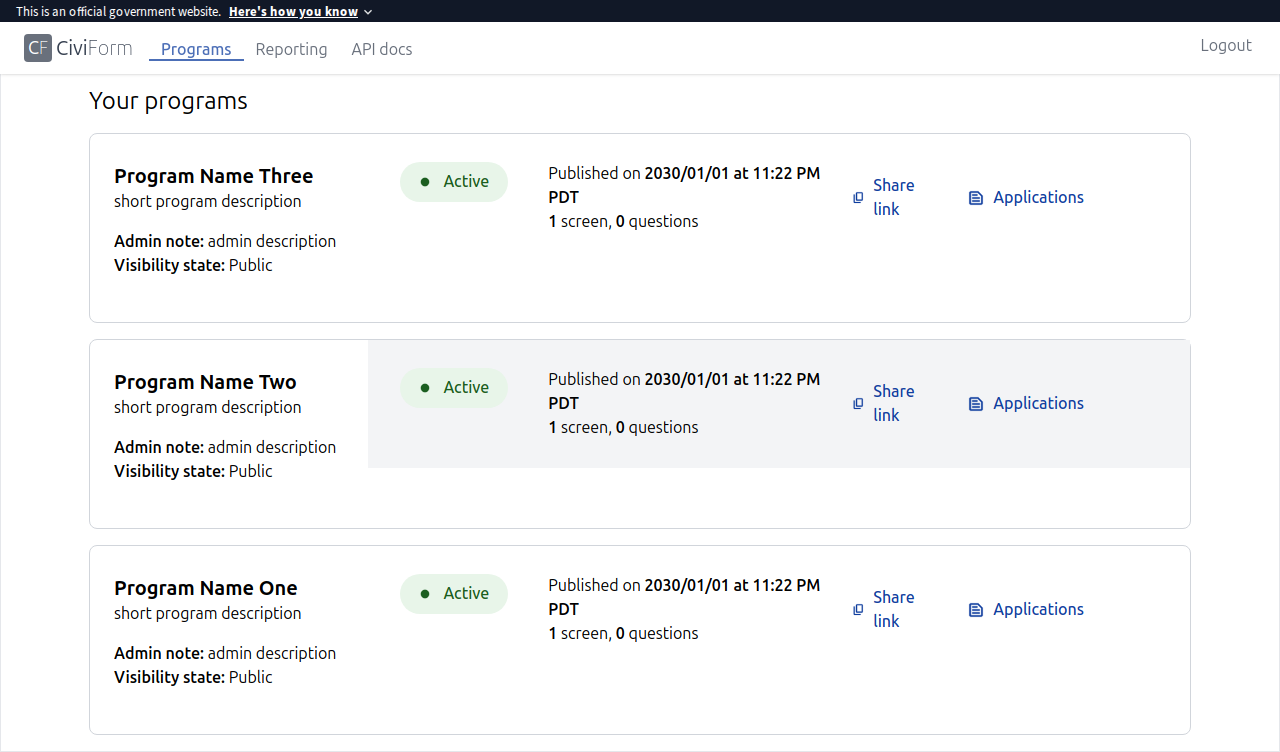 This is an official government website. Here's how you know
CF CiviForm Programs Reporting API docs Logout
Your programs
Program Name Three
short program description
Admin note: admin description
Visibility state: Public
Active
Published on 2030/01/01 at 11:22 PM
PDT
1 screen, 0 questions
Share
link
Applications
Program Name Two
short program description
Admin note: admin description
Visibility state: Public
Active
Published on 2030/01/01 at 11:22 PM
PDT
1 screen, 0 questions
Share
link
Applications
Program Name One
short program description
Admin note: admin description
Visibility state: Public
Active
Published on 2030/01/01 at 11:22 PM
PDT
1 screen, 0 questions
Share
link
Applications